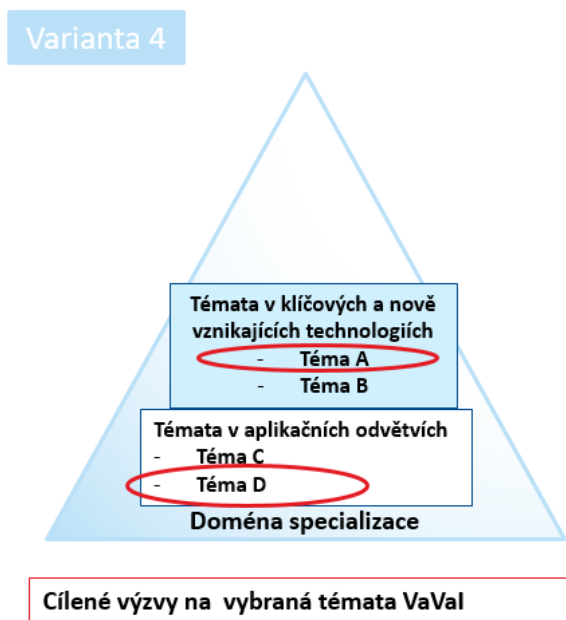 Varianta 4
Témata v klíčových a nově
vznikajících technologiích
- Téma A
- Téma B
Témata v aplikačních odvětvích
- Téma C
- Téma D
Doména specializace
Cílené výzvy na vybraná témata VaVaI